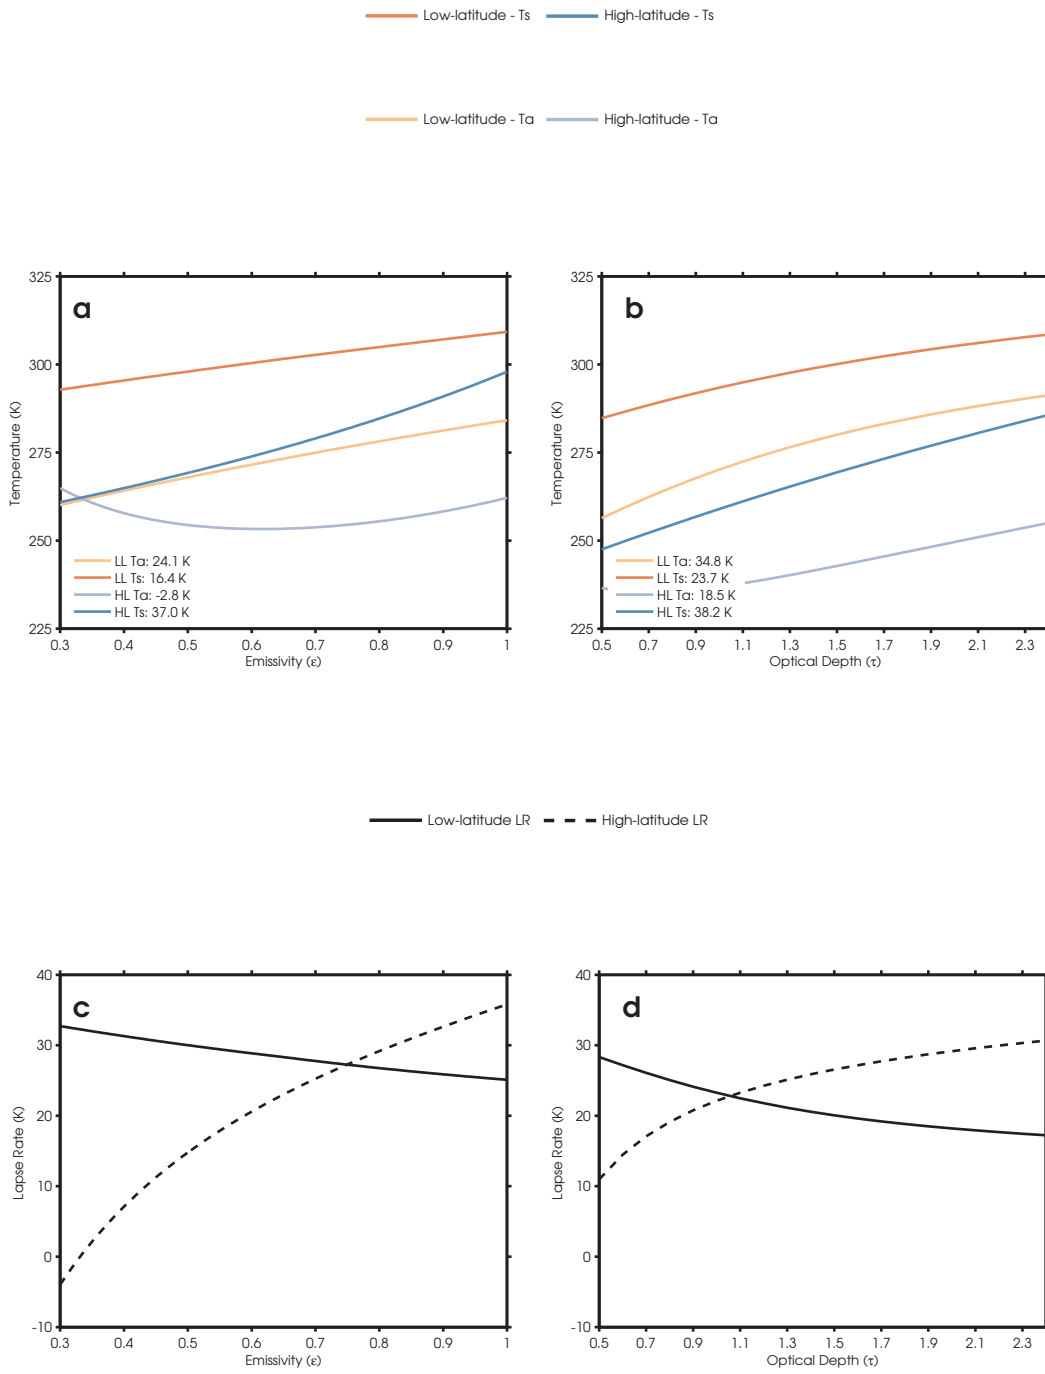 Low-latitude - Ts High-latitude - Ts
Low-latitude - Ta High-latitude - Ta
a
325
300
275
250
225
Temperature (K)
LL Ta: 24.1 K
LL Ts: 16.4 K
HL Ta: -2.8 K
HL Ts: 37.0 K
0.3 0.4 0.5 0.6 0.7 0.8 0.9 1
Emissivity (ε)
b
325
300
275
250
225
Temperature (K)
LL Ta: 34.8 K
LL Ts: 23.7 K
HL Ta: 18.5 K
HL Ts: 38.2 K
0.5 0.7 0.9 1.1 1.3 1.5 1.7 1.9 2.1 2.3
Optical Depth (τ)
Low-latitude LR High-latitude LR
c
40
30
20
10
0
-10
Lapse Rate (K)
0.3 0.4 0.5 0.6 0.7 0.8 0.9 1
Emissivity (ε)
d
40
30
20
10
0
-10
Lapse Rate (K)
0.5 0.7 0.9 1.1 1.3 1.5 1.7 1.9 2.1 2.3
Optical Depth (τ)